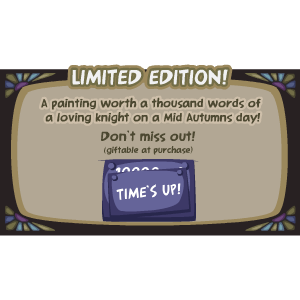 LIMITED EDITION!
A painting worth a thousand words of
a loving knight on a Mid Autumns day!
Don't miss out!
(giftable at purchase)
TIME'S UP!